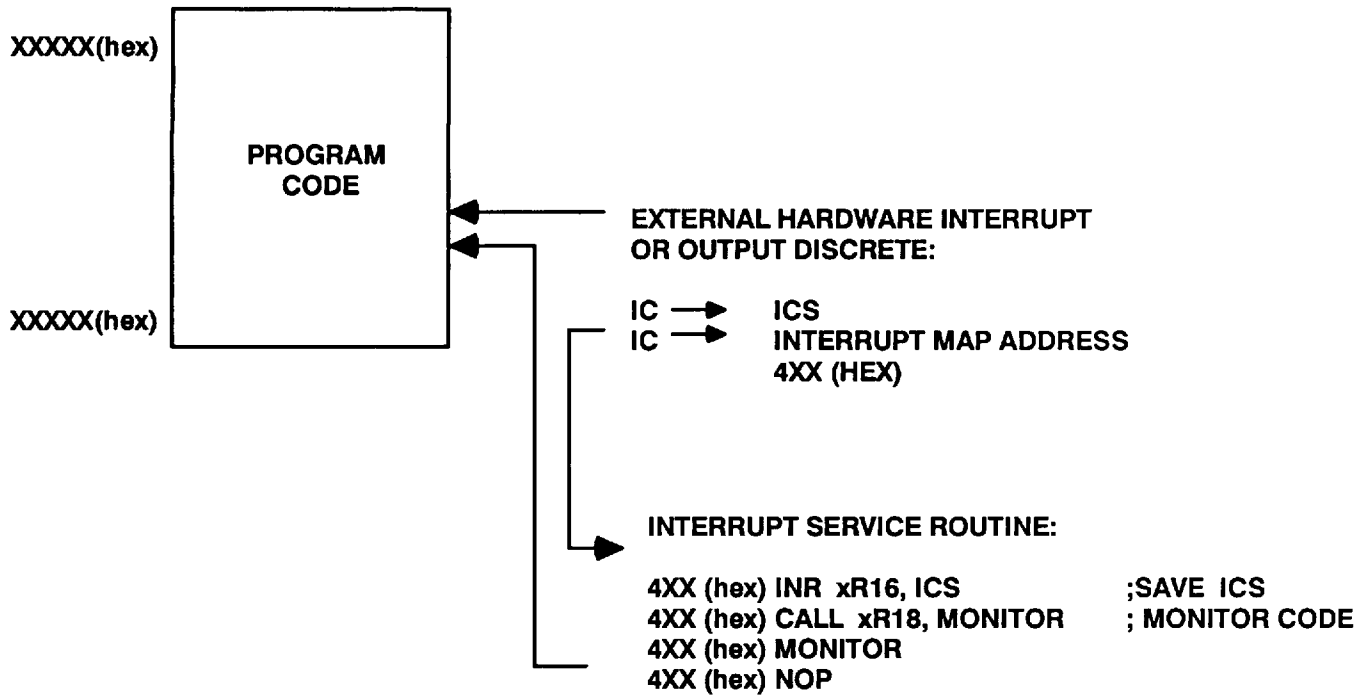 XXXXX(hex)
PROGRAM
CODE
EXTERNAL HARDWARE INTERRUPT
OR OUTPUT DISCRETE:
XXXXX(hex)
IC ICS
IC INTERRUPT MAP ADDRESS
4XX (HEX)
INTERRUPT SERVICE ROUTINE:
4XX (hex) INR xR16, ICS ;SAVE ICS
4XX (hex) CALL xR18, MONITOR ; MONITOR CODE
4XX (hex) MONITOR
4XX (hex) NOP